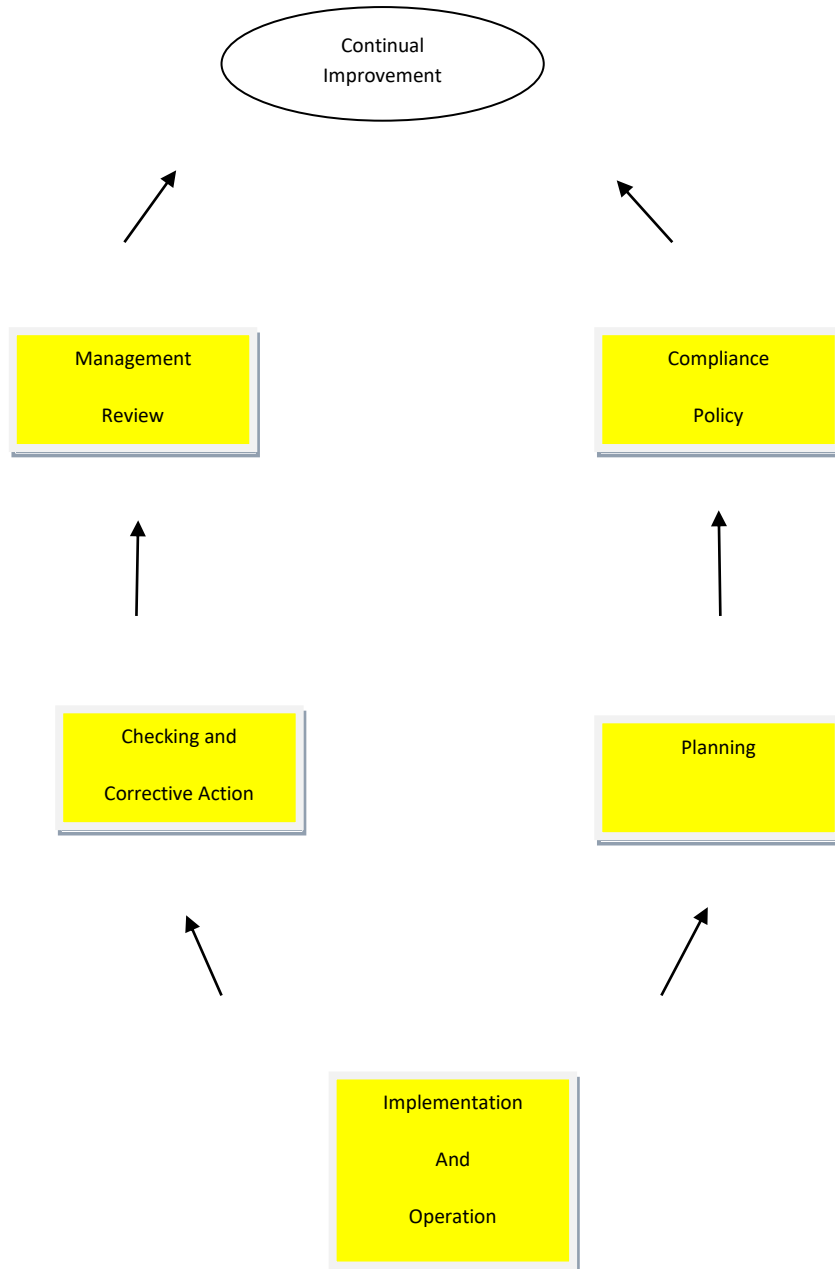 Continual
Improvement
Management
Review
Compliance
Policy
Checking and
Corrective Action
Planning
Implementation
And
Operation